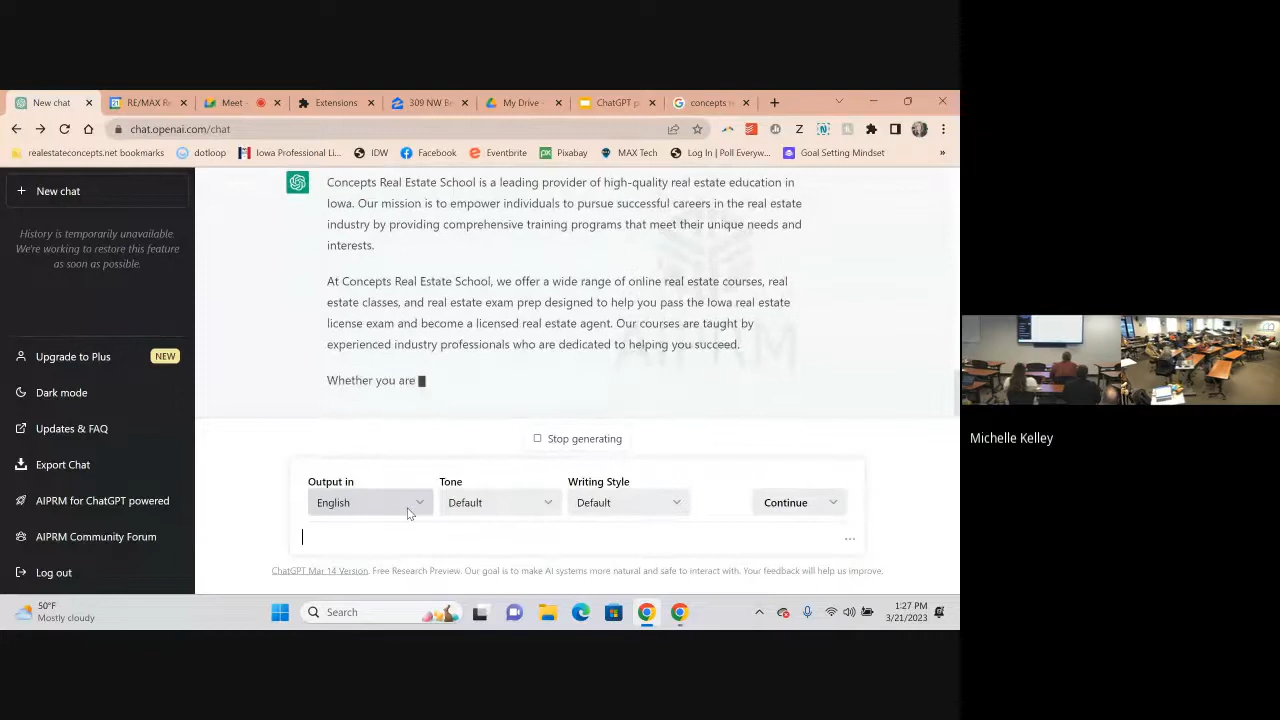 New chat
RE/MAX Re
Meet -
Extensions
309 NW B
My Drive -
ChatGPT p
concepts r
chat.openai.com/chat
realestateconcepts.net bookmarks
dotloop
Iowa Professional Li...
IDW
Facebook
Eventbrite
Pixabay
MAX Tech
Log In | Poll Everyw...
Goal Setting Mindset
»
New chat
History is temporarily unavailable.
We're working to restore this feature
as soon as possible.
Upgrade to Plus
NEW
Dark mode
Updates & FAQ
Export Chat
AIPRM for ChatGPT powered
AIPRM Community Forum
Log out
Concepts Real Estate School is a leading provider of high-quality real estate education in
Iowa. Our mission is to empower individuals to pursue successful careers in the real estate
industry by providing comprehensive training programs that meet their unique needs and
interests.
At Concepts Real Estate School, we offer a wide range of online real estate courses, real
estate classes, and real estate exam prep designed to help you pass the Iowa real estate
license exam and become a licensed real estate agent. Our courses are taught by
experienced industry professionals who are dedicated to helping you succeed.
AIPRM
Whether you are
Stop generating
Output in
Tone
Writing Style
English
Default
Default
Continue
...
ChatGPT Mar 14 Version. Free Research Preview. Our goal is to make AI systems more natural and safe to interact with. Your feedback will help us improve.
50°F
Mostly cloudy
Search
1:27 PM
3/21/2023
Michelle Kelley